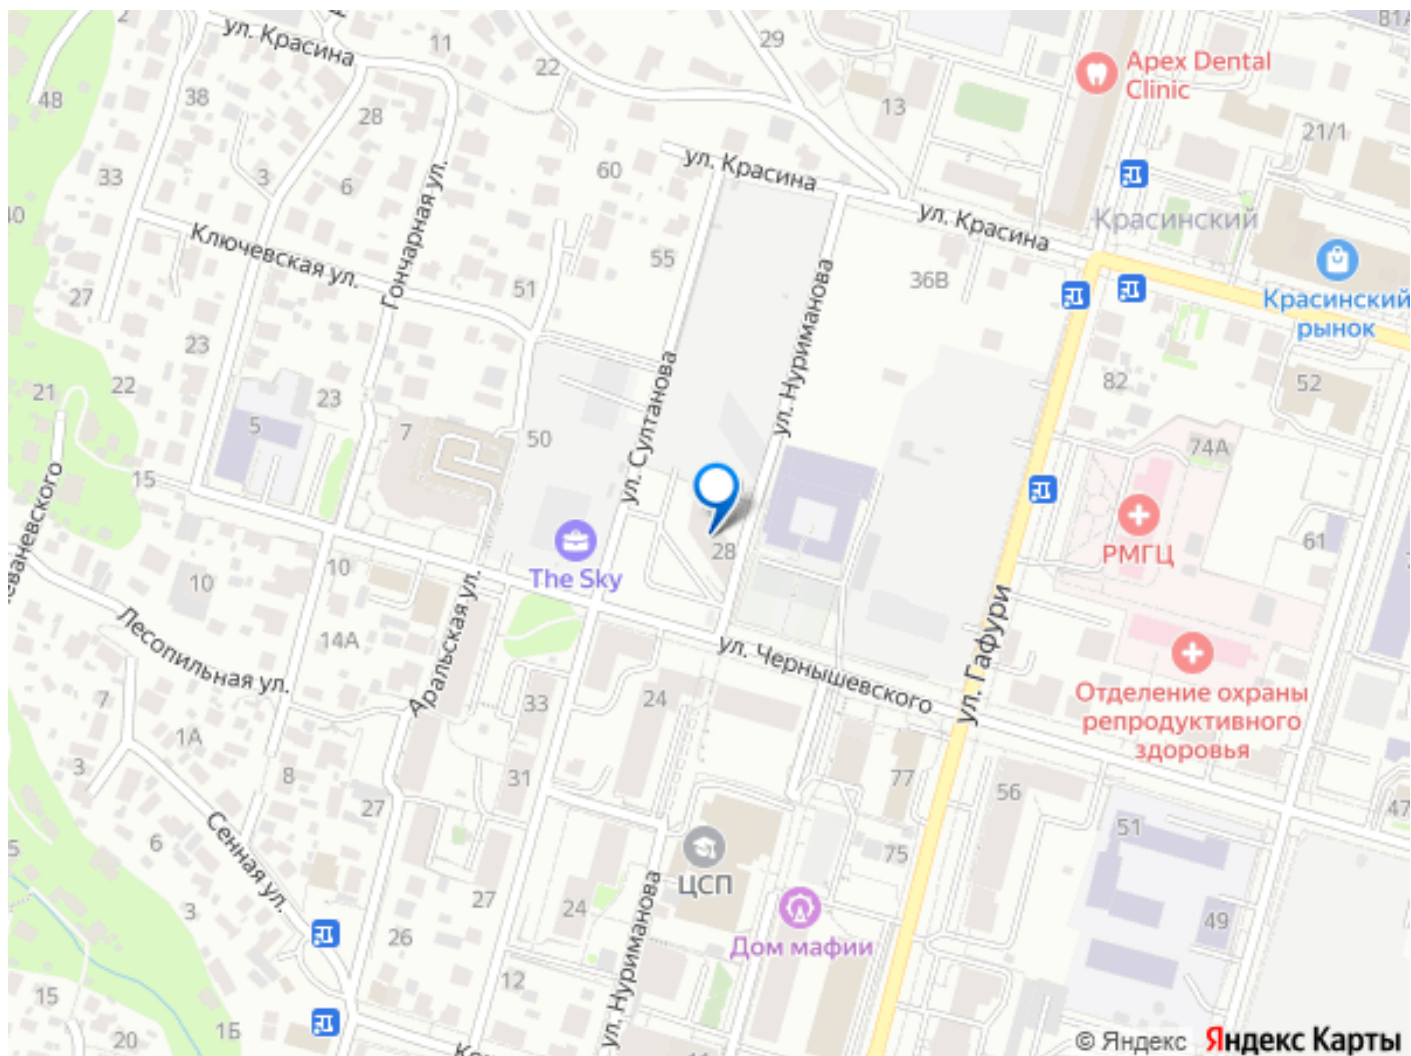 ул. Красина
11
22
29
81А
Apex Dental
Clinic
48
38
28
13
21/1
33
3
6
60
ул. Красина
ул. Красина
Красинский
40
Ключевская ул.
Гончарная ул.
55
36В
51
27
Красинский
рынок
23
ул. Султанова
ул. Нуриманова
21
22
23
82
52
5
7
50
74А
15
28
РМГЦ
61
The Sky
10
10
Лесопильная ул.
14А
Аральская ул.
ул. Чернышевского
ул. Гафури
Отделение охраны
репродуктивного
здоровья
7
33
24
1А
3
8
31
77
56
27
47
51
Сенная ул.
6
75
ЦСП
27
24
3
49
Дом мафии
26
ул. Нуриманова
12
15
1Б
20
11
© Яндекс Яндекс Карты